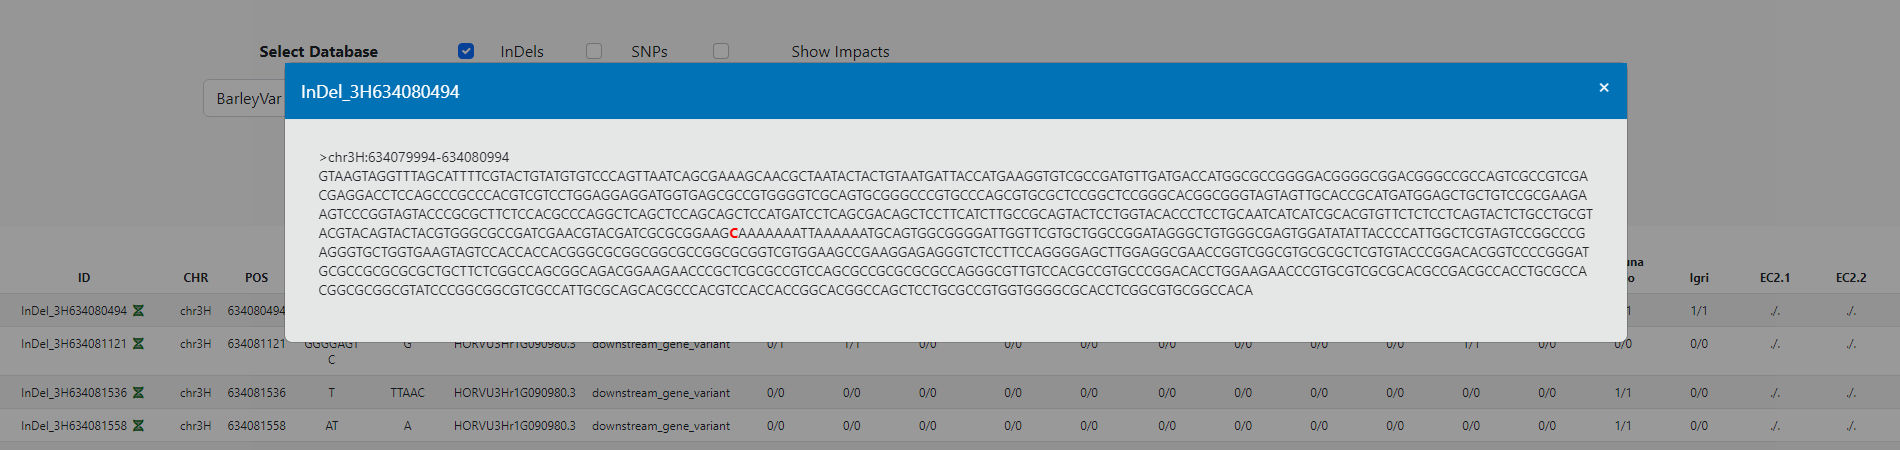 Select Database InDels SNPs Show Impacts
BarleyVar
InDel_3H634080494 ×
>chr3H:634079994-634080994
GTAAGTAGGTTTAGCATTTTCGTACTGTATGTGTCCCAGTTAATCAGCGAAAGCAACGCTAATACTACTGTAATGATTACCATGAAGGTGTCGCCGATGTTGATGACCATGGCGCCGGGGACGGGGCGGACGGGCCGCCAGTCGCCGTCGA
CGAGGACCTCCAGCCCGCCCACGTCGTCCTGGAGGAGGATGGTGAGCGCCGTGGGGTCGCAGTGCGGGCCCGTGCCCAGCGTGCGCTCCGGCTCCGGGCACGGCGGGTAGTAGTTGCACCGCATGATGGAGCTGCTGTCCGCGAAGA
AGTCCCGGTAGTACCCGCGCTTCTCCACGCCCAGGCTCAGCTCCAGCAGCTCCATGATCCTCAGCGACAGCTCCTTCATCTTGCCGCAGTACTCCTGGTACACCCTCCTGCAATCATCATCGCACGTGTTCTCTCCTCAGTACTCTGCCTGCGT
ACGTACAGTACTACGTGGGCGCCGATCGAACGTACGATCGCGCGGAAGCAAAAAAATTAAAAAATGCAGTGGCGGGGATTGGTTCGTGCTGGCCGGATAGGGCTGTGGGCGAGTGGATATATTACCCCATTGGCTCGTAGTCCGGCCCG
AGGGTGCTGGTGAAGTAGTCCACCACCACGGGCGCGGCGGCGCCGGCGCGGTCGTGGAAGCCGAAGGAGAGGGTCTCCTTCCAGGGGAGCTTGGAGGCGAACCGGTCGGCGTGCGCGCTCGTGTACCCGGACACGGTCCCCGGGAT
GCGCCGCGCGCGCTGCTTCTCGGCCAGCGGCAGACGGAAGAACCCGCTCGCGCCGTCCAGCGCCGCGCGCGCCAGGGCGTTGTCCACGCCGTGCCCGGACACCTGGAAGAACCCGTGCGTCGCGCACGCCGACGCCACCTGCGCCA
CGGCGCGGCGTATCCCGGCGGCGTCGCCATTGCGCAGCACGCCCACGTCCACCACCGGCACGGCCAGCTCCTGCGCCGTGGTGGGGCGCACCTCGGCGTGCGGCCACA
ID CHR POS una o Igri EC2.1 EC2.2
InDel_3H634080494 chr3H 634080494 1/1 ./. ./.
InDel_3H634081121 chr3H 634081121 GGGGAGT G HORVU3Hr1G090980.3 downstream_gene_variant 0/1 1/1 0/0 0/0 0/0 0/0 0/0 0/0 0/0 1/1 0/0 0/0 0/0 ./. ./.
C
InDel_3H634081536 chr3H 634081536 T TTAAC HORVU3Hr1G090980.3 downstream_gene_variant 0/0 0/0 0/0 0/0 0/0 0/0 0/0 0/0 0/0 0/0 0/0 1/1 0/0 ./. ./.
InDel_3H634081558 chr3H 634081558 AT A HORVU3Hr1G090980.3 downstream_gene_variant 0/0 0/0 0/0 0/0 0/0 0/0 0/0 0/0 0/0 0/0 0/0 1/1 0/0 ./. ./.